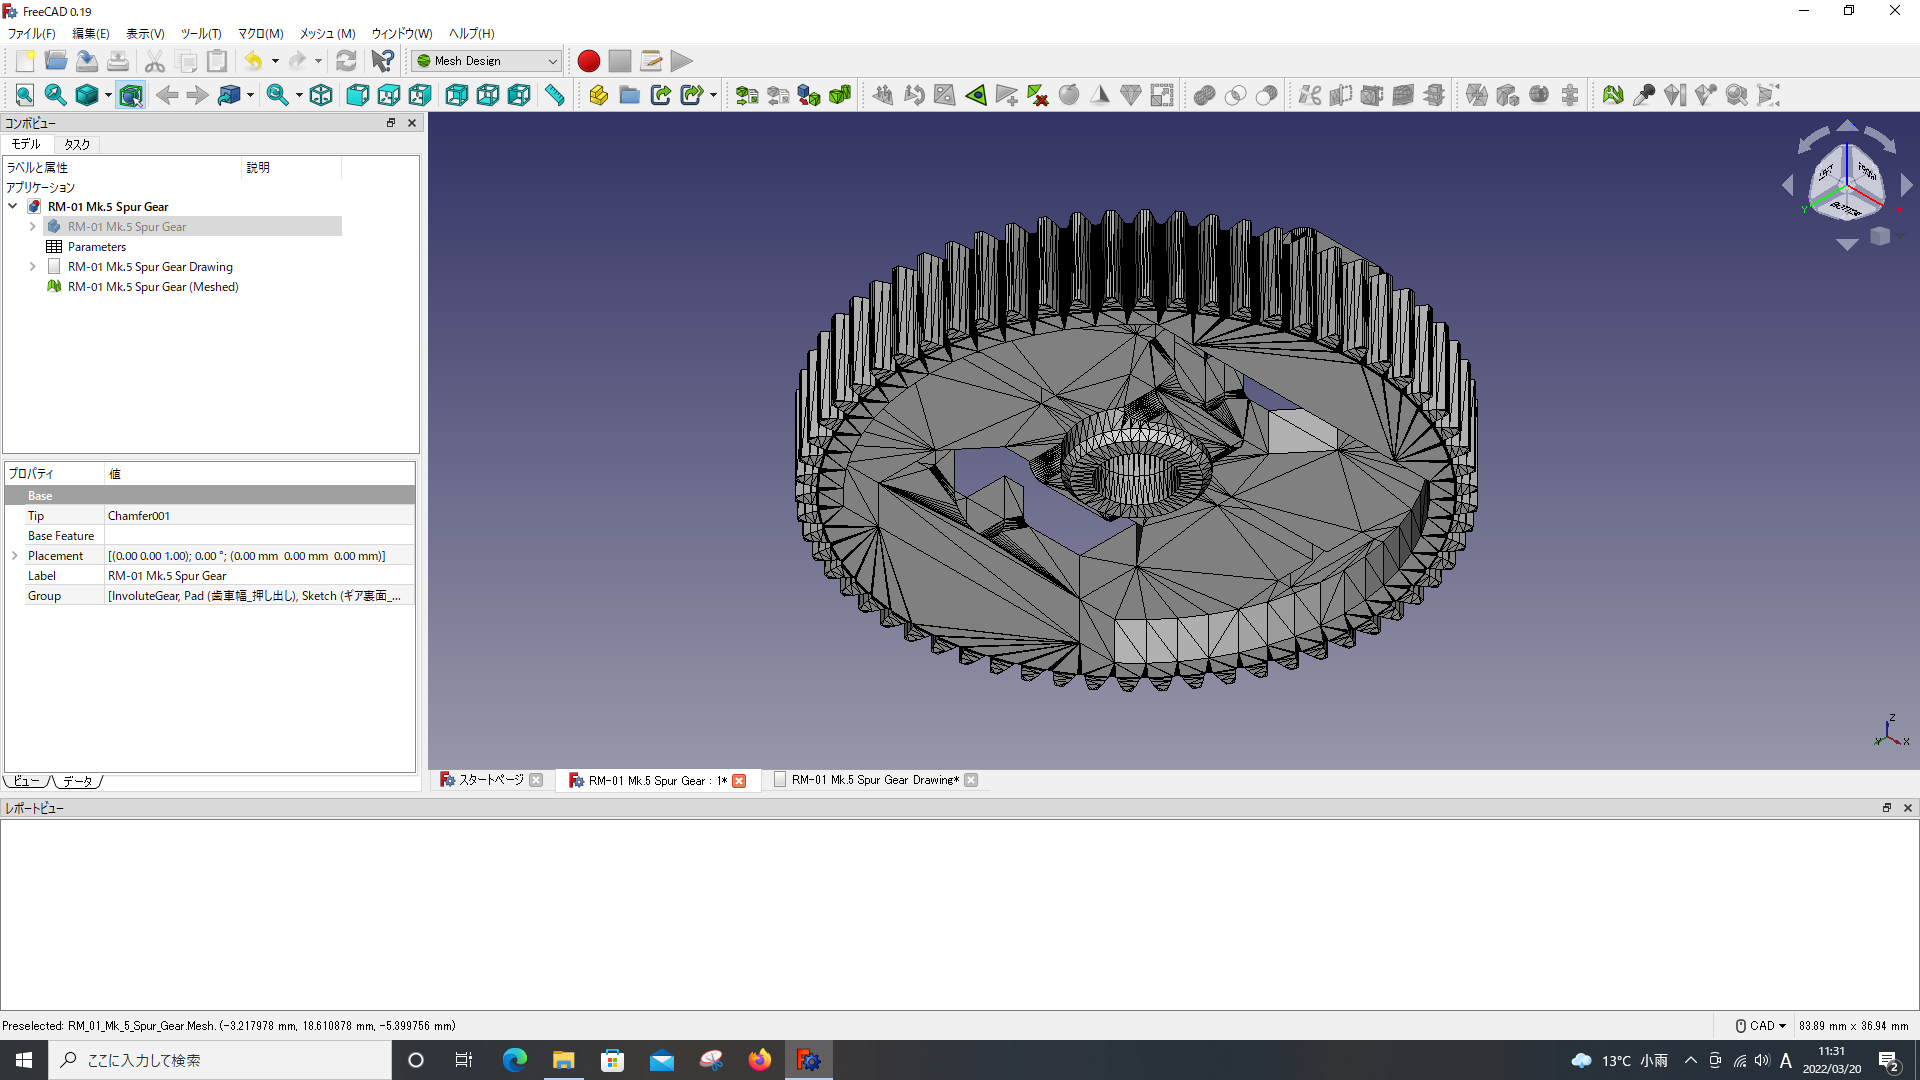 FreeCAD 0.19
ファイル(F) 編集(E) 表示(V) ツール(T) マクロ(M) メッシュ(M) ウィンドウ(W) ヘルプ(H)
Mesh Design
コンボビュー
モデル タスク
ラベルと属性 説明
アプリケーション
RM-01 Mk.5 Spur Gear
RM-01 Mk.5 Spur Gear
Parameters
RM-01 Mk.5 Spur Gear Drawing
RM-01 Mk.5 Spur Gear (Meshed)
プロパティ 値
Base
Tip Chamfer001
Base Feature
Placement [(0.00 0.00 1.00); 0.00 °; (0.00 mm 0.00 mm 0.00 mm)]
Label RM-01 Mk.5 Spur Gear
Group [InvoluteGear, Pad (歯車幅_押し出し), Sketch (ギア裏面_...
ビュー データ
LEFT
BOTTOM
Y
Z
X
スタートページ RM-01 Mk.5 Spur Gear : 1* RM-01 Mk.5 Spur Gear Drawing*
レポートビュー
Preselected: RM_01_Mk_5_Spur_Gear.Mesh. (-3.217978 mm, 18.610878 mm, -5.399756 mm)
CAD 83.89 mm x 36.94 mm
ここに入力して検索
13°C 小雨 A 11:31
2022/03/20
2